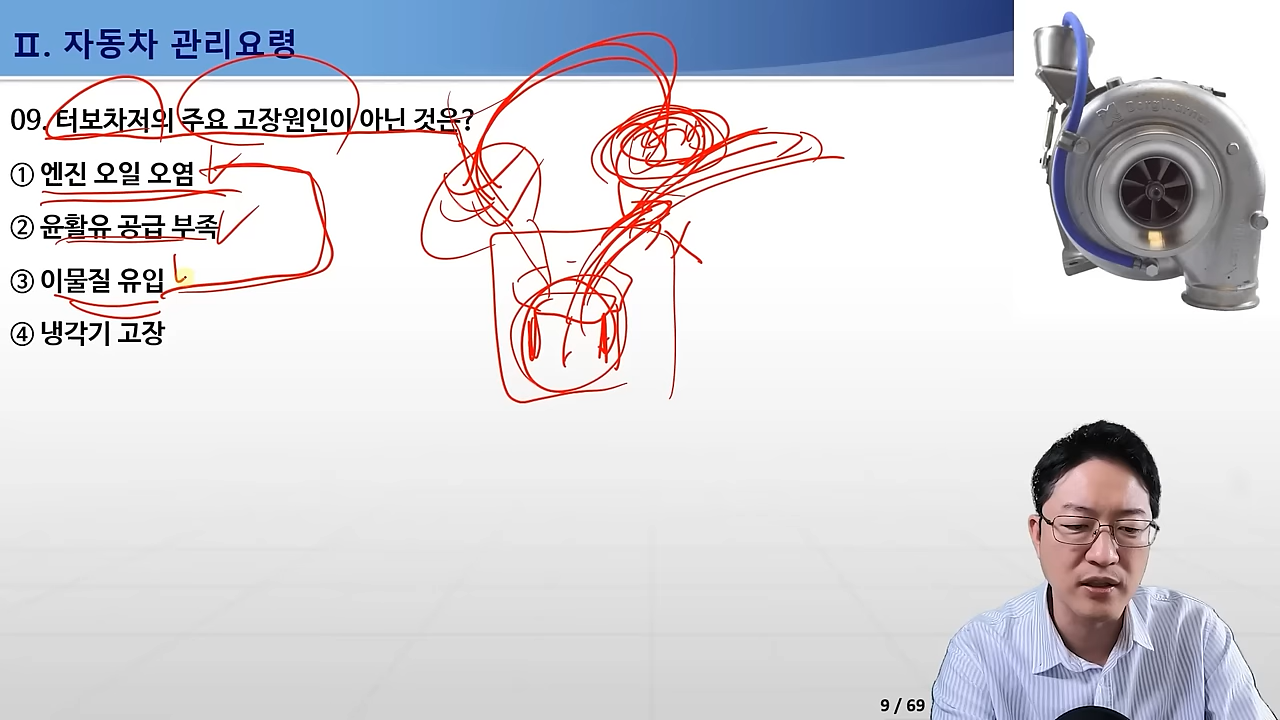 Ⅱ. 자동차 관리요령
09. 터보차저의 주요 고장원인이 아닌 것은?
① 엔진 오일 오염
② 윤활유 공급 부족
③ 이물질 유입
④ 냉각기 고장
BorgWarner
9 / 69